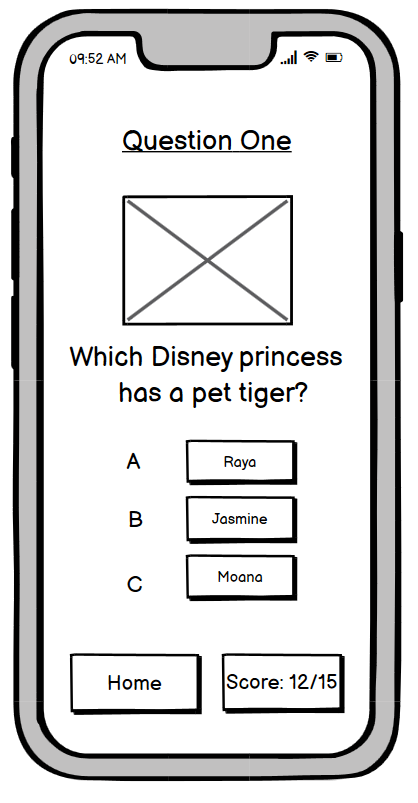 09:52 AM
Question One
Which Disney princess
has a pet tiger?
A
Raya
B
Jasmine
C
Moana
Home
Score: 12/15